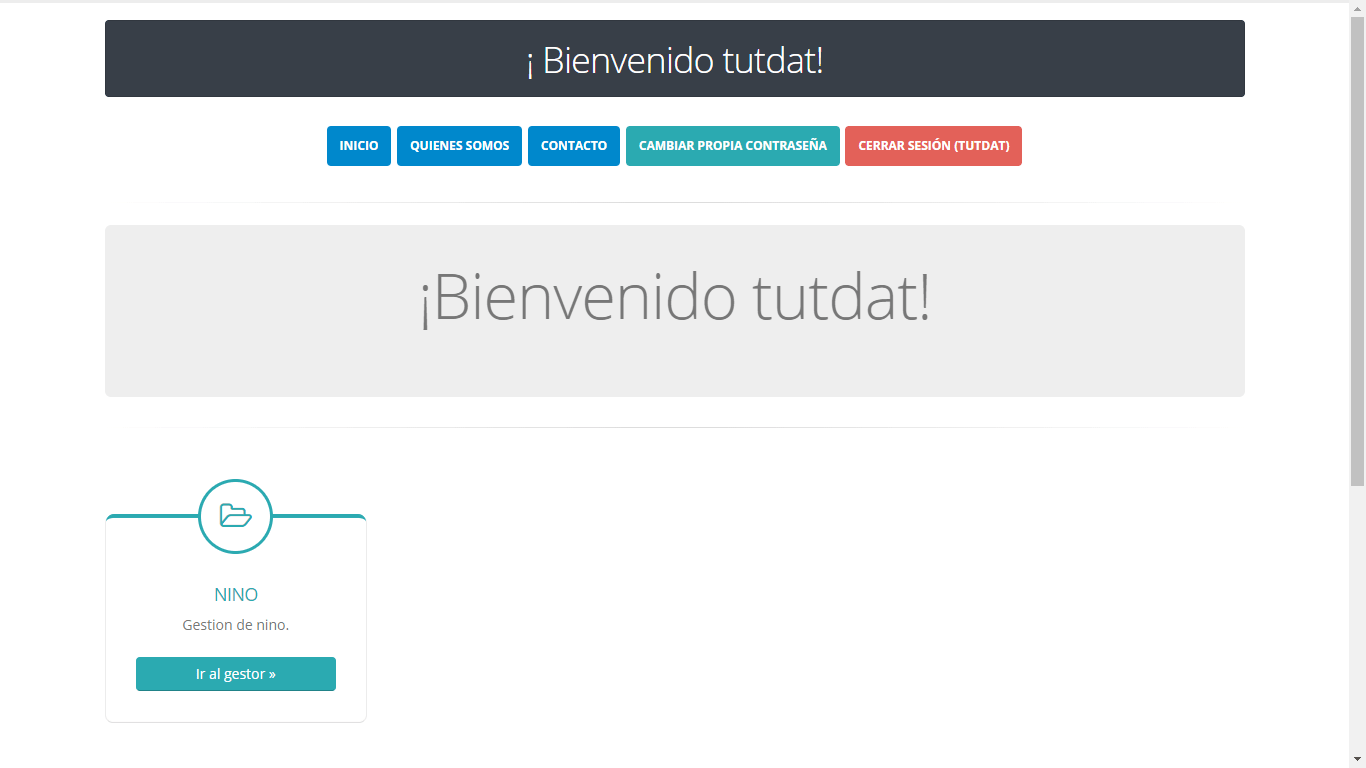 ¡ Bienvenido tutdat!
INICIO QUIENES SOMOS CONTACTO CAMBIAR PROPIA CONTRASEÑA CERRAR SESIÓN (TUTDAT)
¡Bienvenido tutdat!
NINO
Gestion de nino.
Ir al gestor »